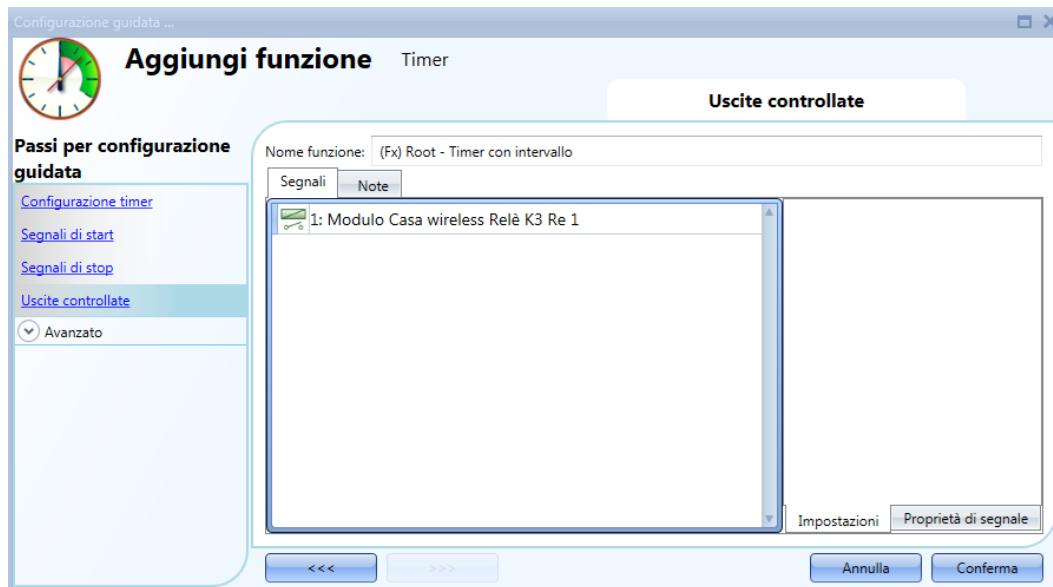 Configurazione guidata ...
Aggiungi funzione Timer
Uscite controllate
Passi per configurazione
guidata
Configurazione timer
Segnali di start
Segnali di stop
Uscite controllate
Avanzato
Nome funzione: (Fx) Root - Timer con intervallo
Segnali Note
1: Modulo Casa wireless Relè K3 Re 1
Impostazioni Proprietà di segnale
<<< >>> Annulla Conferma